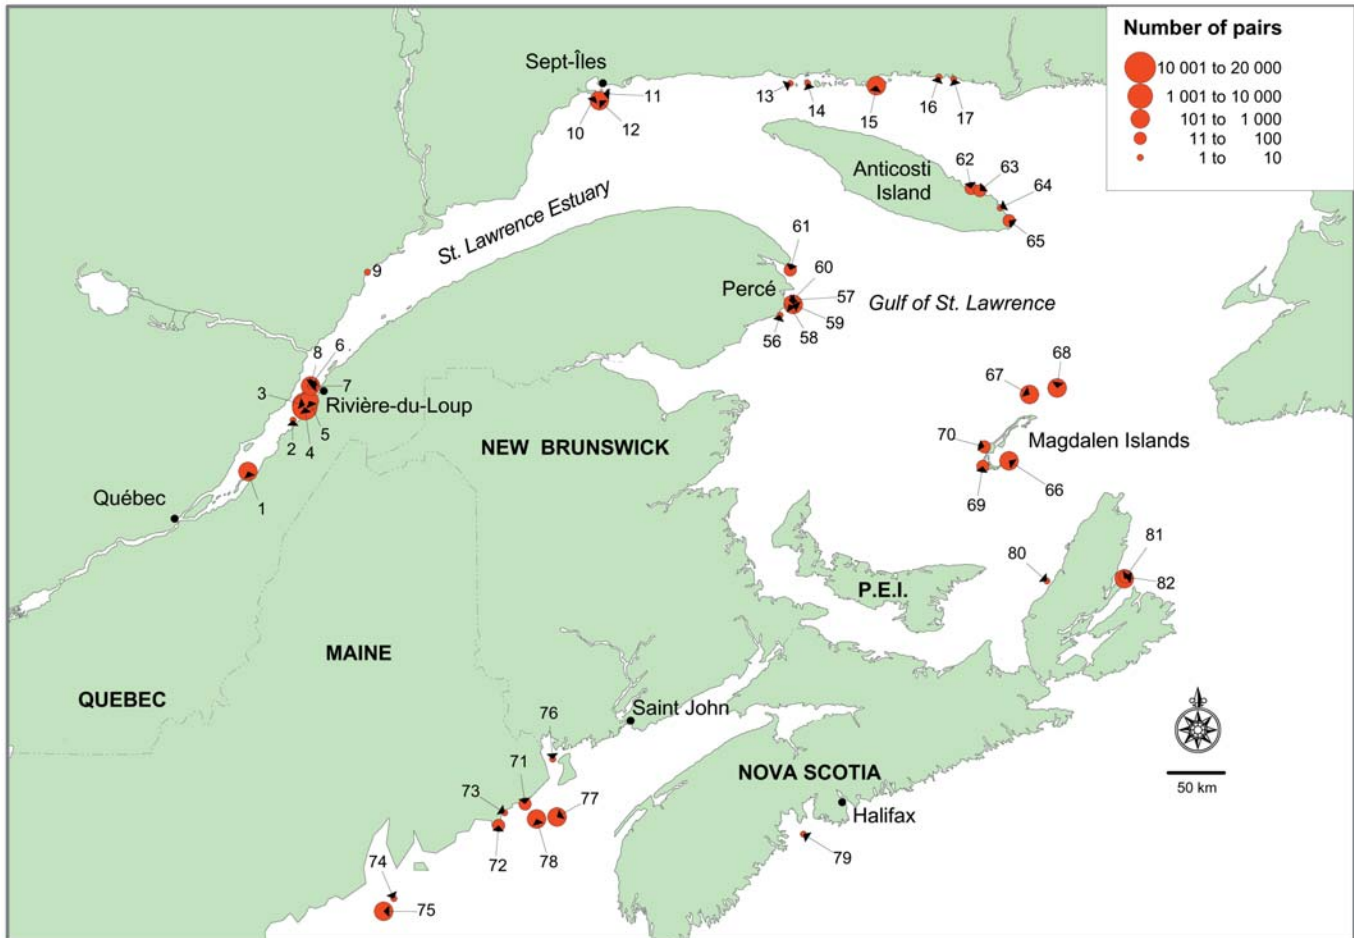 Number of pairs
10 001 to 20 000
1 001 to 10 000
101 to 1 000
11 to 100
1 to 10
Sept-Îles
11
10
12
13
14
15
16
17
Anticosti
Island
62
63
64
65
St. Lawrence Estuary
61
60
Percé
57
59
56
58
Gulf of St. Lawrence
9
8
6
7
3
Rivière-du-Loup
5
2
4
1
Québec
NEW BRUNSWICK
67
68
70
Magdalen Islands
69
66
80
81
82
P.E.I.
MAINE
QUEBEC
Saint John
76
71
73
77
72
78
NOVA SCOTIA
Halifax
79
74
75
50 km